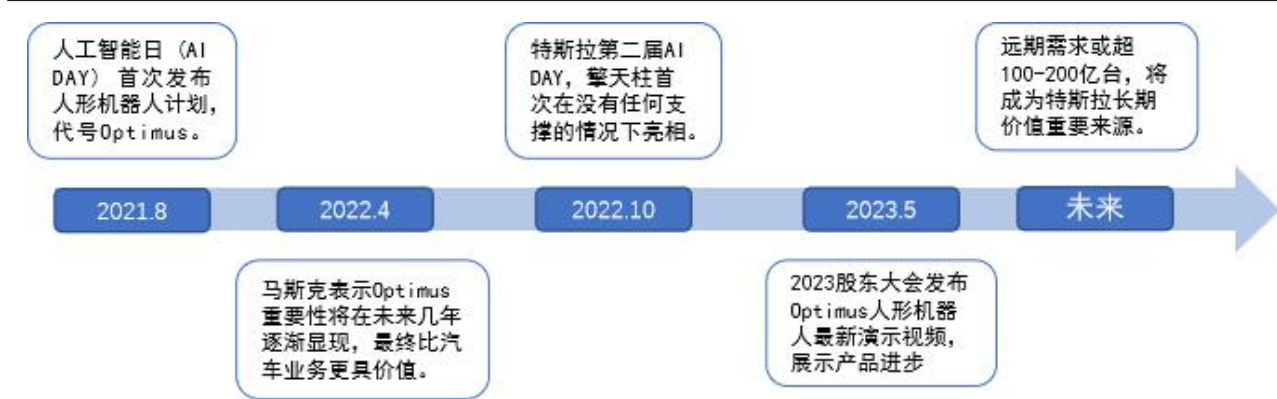 人工智能日（AI
DAY） 首次发布
人形机器人计划，
代号Optimus。
特斯拉第二届AI
DAY，擎天柱首
次在没有任何支
撑的情况下亮相。
远期需求或超
100-200亿台，将
成为特斯拉长期
价值重要来源。
2021.8
2022.4
2022.10
2023.5
未来
马斯克表示Optimus
重要性将在未来几年
逐渐显现，最终比汽
车业务更具价值。
2023股东大会发布
Optimus人形机器
人最新演示视频，
展示产品进步